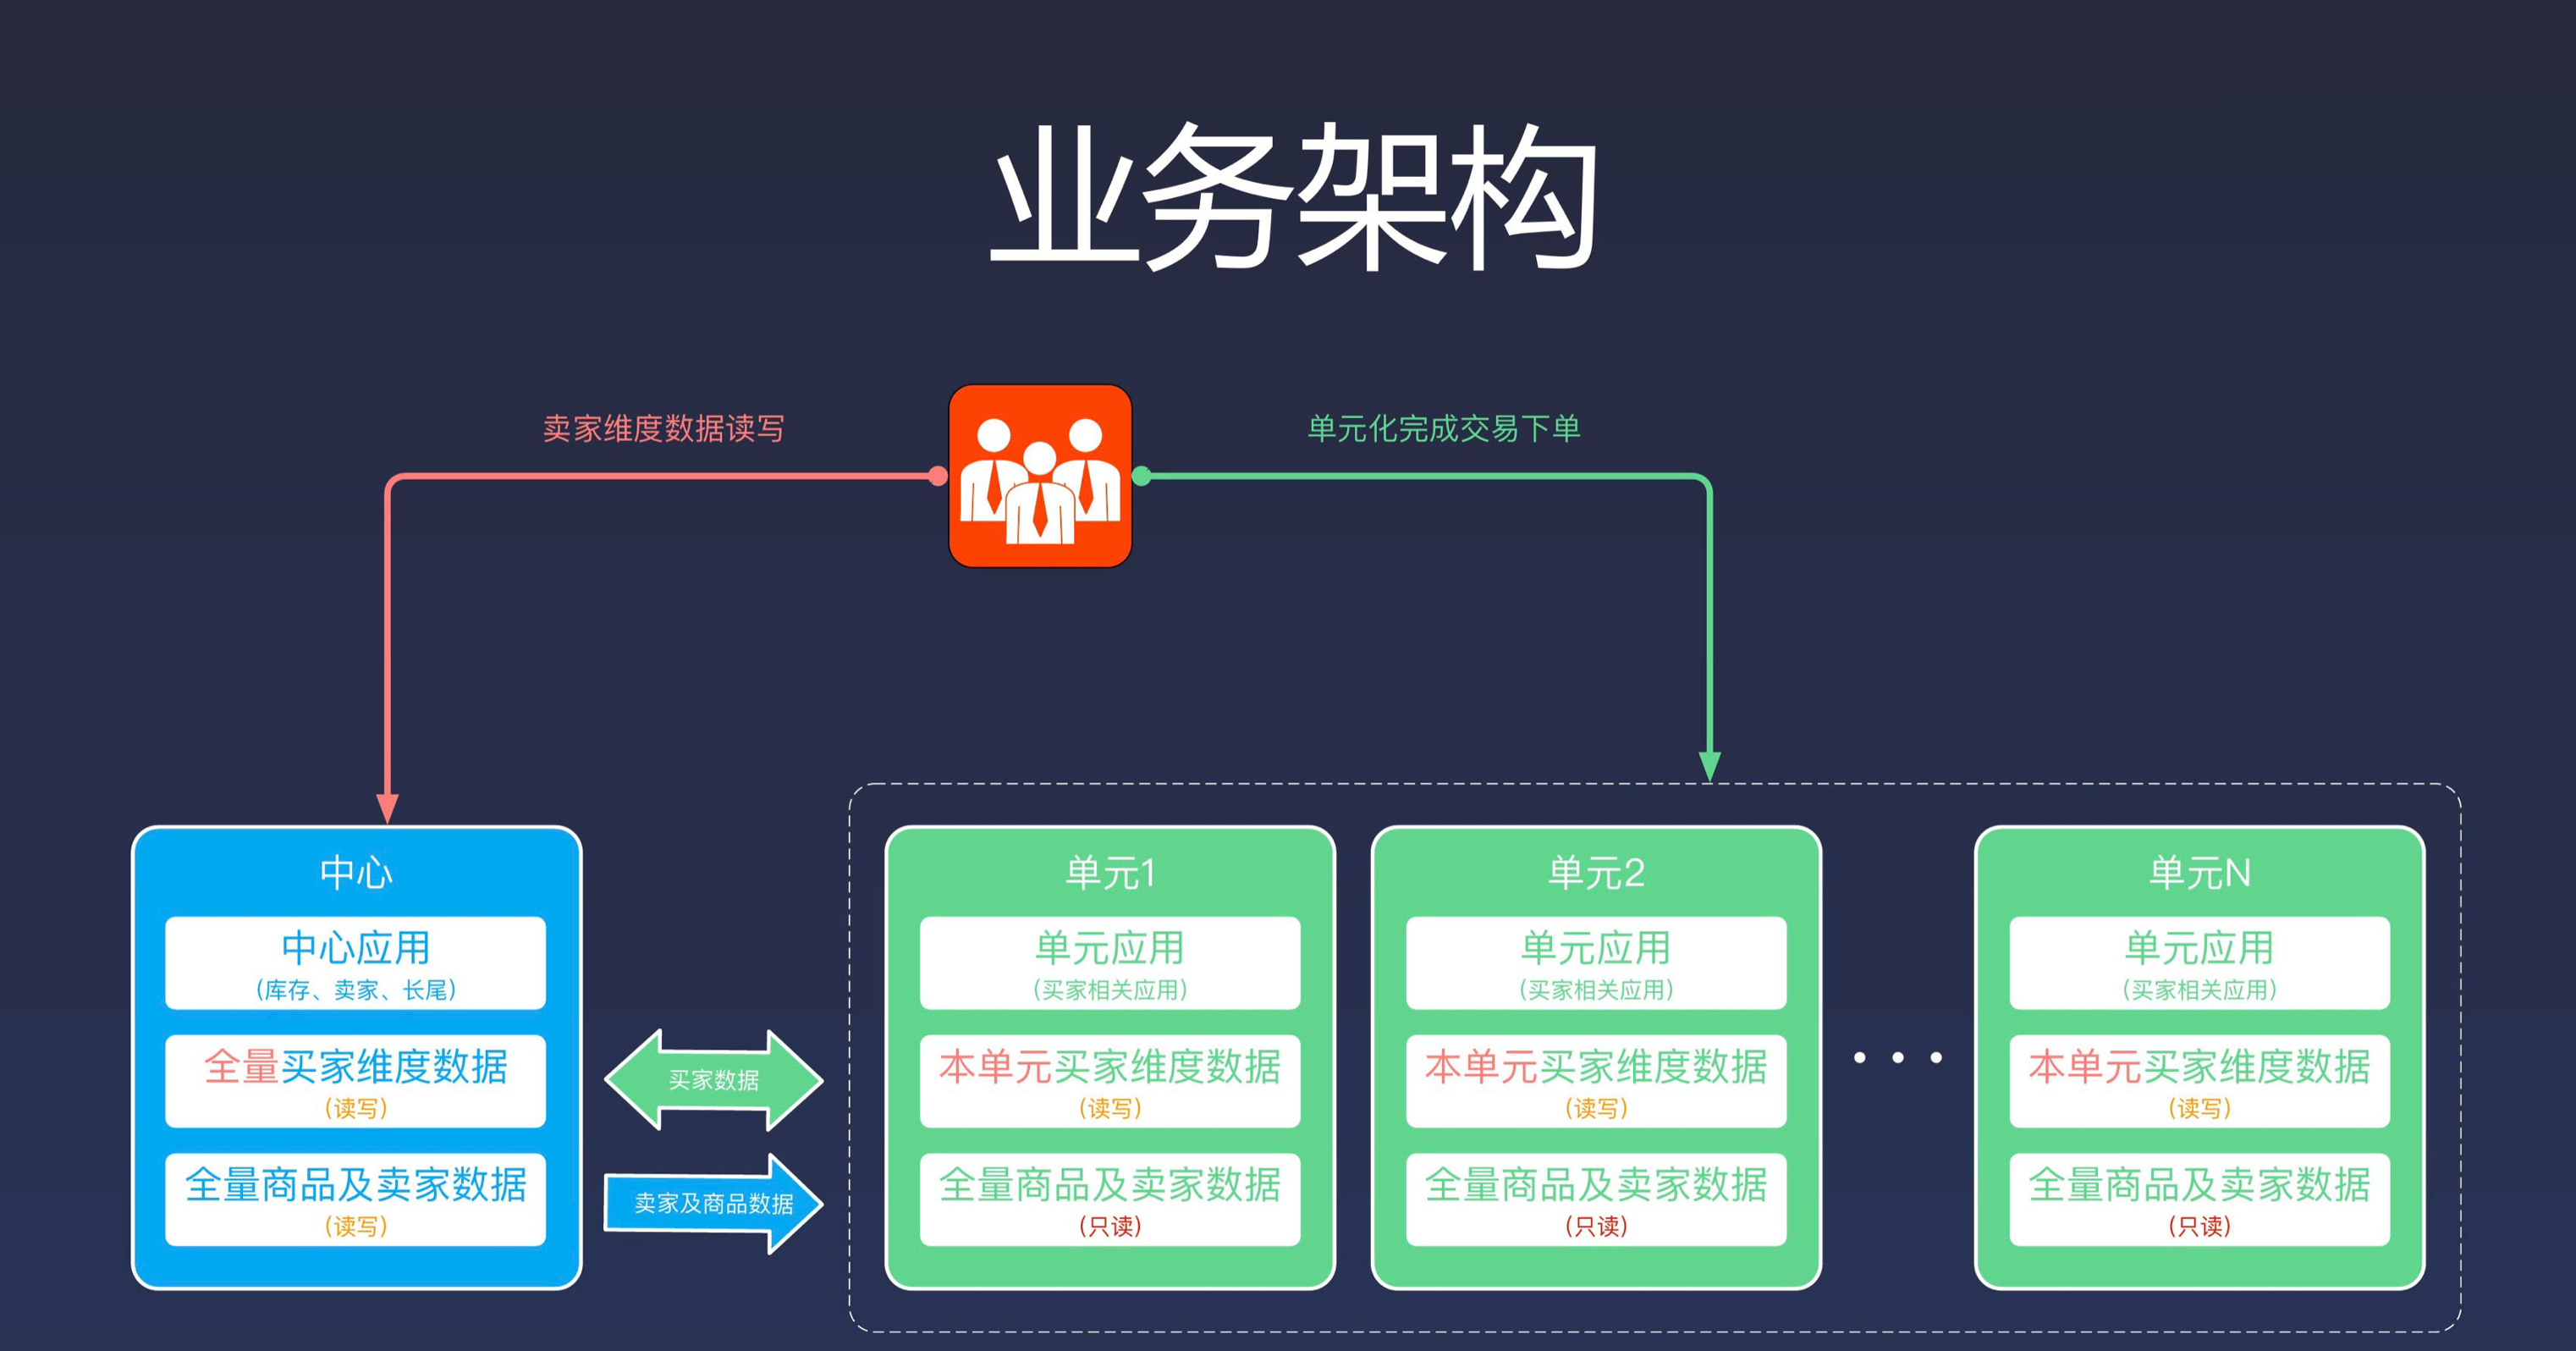 业务架构
卖家维度数据读写
单元化完成交易下单
中心
中心应用
(库存、卖家、长尾)
全量买家维度数据
(读写)
全量商品及卖家数据
(读写)
买家数据
卖家及商品数据
单元1
单元应用
(买家相关应用)
本单元买家维度数据
(读写)
全量商品及卖家数据
(只读)
单元2
单元应用
(买家相关应用)
本单元买家维度数据
(读写)
全量商品及卖家数据
(只读)
单元N
单元应用
(买家相关应用)
本单元买家维度数据
(读写)
全量商品及卖家数据
(只读)